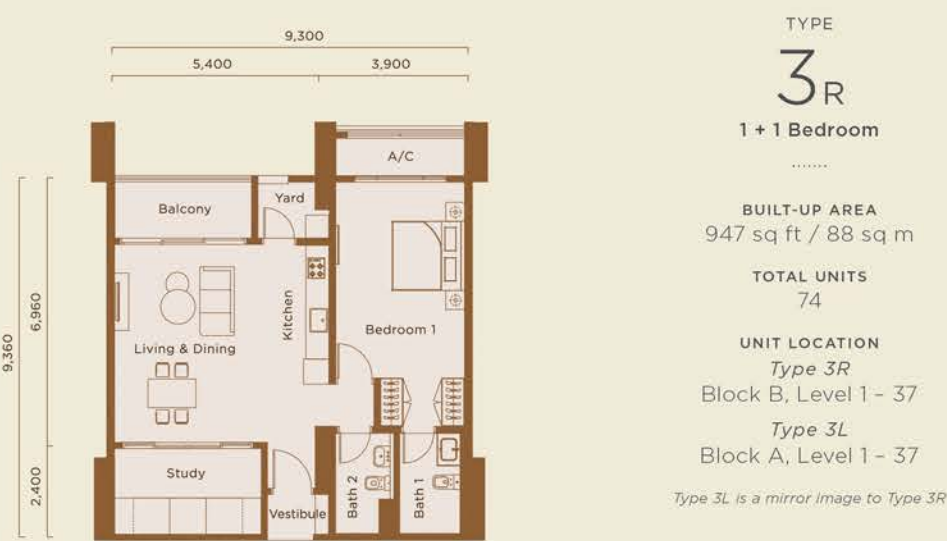 9,300
5,400
3,900
A/C
Balcony
Yard
Kitchen
Living & Dining
Bedroom 1
Study
Vestibule
Bath 2
Bath 1
9,360
6,960
2,400
TYPE
3R
1 + 1 Bedroom
.......
BUILT-UP AREA
947 sq ft / 88 sq m
TOTAL UNITS
74
UNIT LOCATION
Type 3R
Block B, Level 1 – 37
Type 3L
Block A, Level 1 – 37
Type 3L is a mirror image to Type 3R